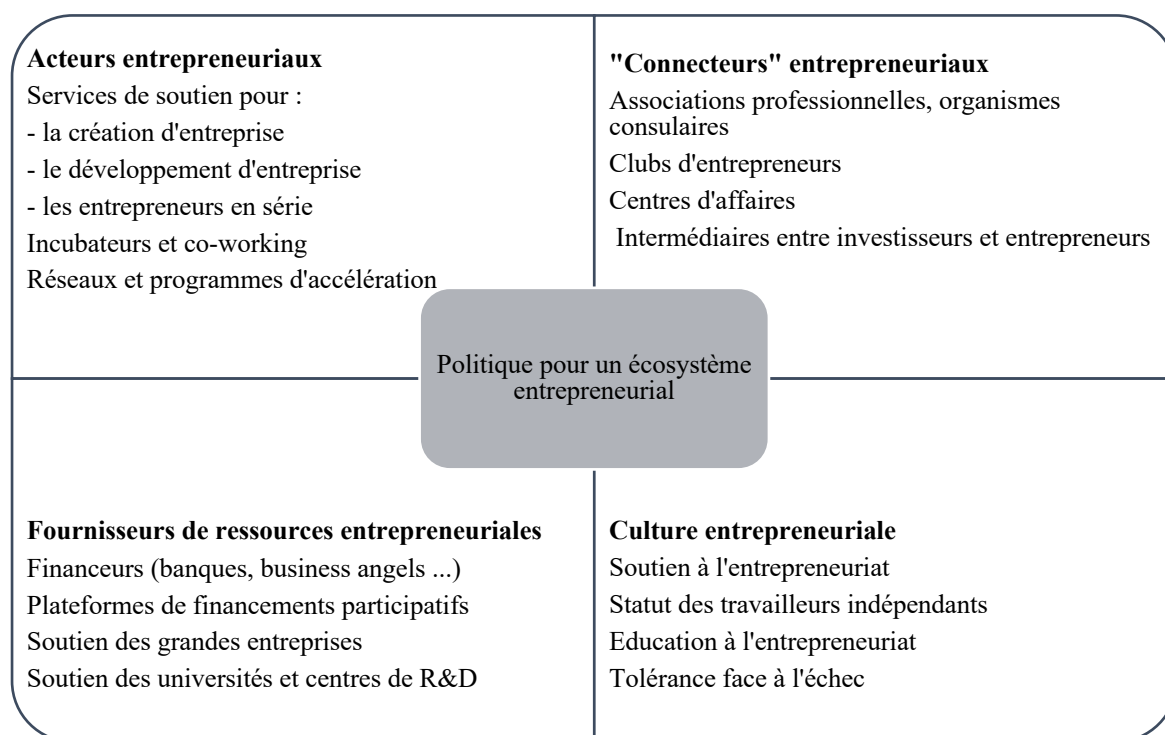 Acteurs entrepreneuriaux
Services de soutien pour :
- la création d'entreprise
- le développement d'entreprise
- les entrepreneurs en série
Incubateurs et co-working
Réseaux et programmes d'accélération
"Connecteurs" entrepreneuriaux
Associations professionnelles, organismes
consulaires
Clubs d'entrepreneurs
Centres d'affaires
Intermédiaires entre investisseurs et entrepreneurs
Politique pour un écosystème
entrepreneurial
Fournisseurs de ressources entrepreneuriales
Financeurs (banques, business angels ...)
Plateformes de financements participatifs
Soutien des grandes entreprises
Soutien des universités et centres de R&D
Culture entrepreneuriale
Soutien à l'entrepreneuriat
Statut des travailleurs indépendants
Education à l'entrepreneuriat
Tolérance face à l'échec